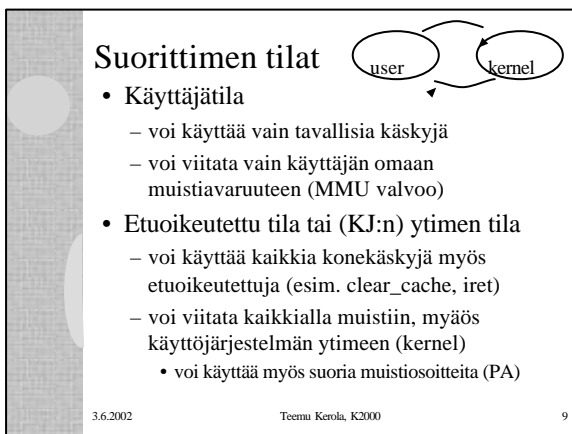 Suorittimen tilat
user
kernel
• Käyttäjätila
– voi käyttää vain tavallisia käskyjä
– voi viitata vain käyttäjän omaan
muistiavaruuteen (MMU valvoo)
• Etuoikeutettu tila tai (KJ:n) ytimen tila
– voi käyttää kaikkia konekäskyjä myös
etuoikeutettuja (esim. clear_cache, iret)
– voi viitata kaikkialla muistiin, myäös
käyttöjärjestelmän ytimeen (kernel)
• voi käyttää myös suoria muistiosoitteita (PA)
3.6.2002
Teemu Kerola, K2000
9